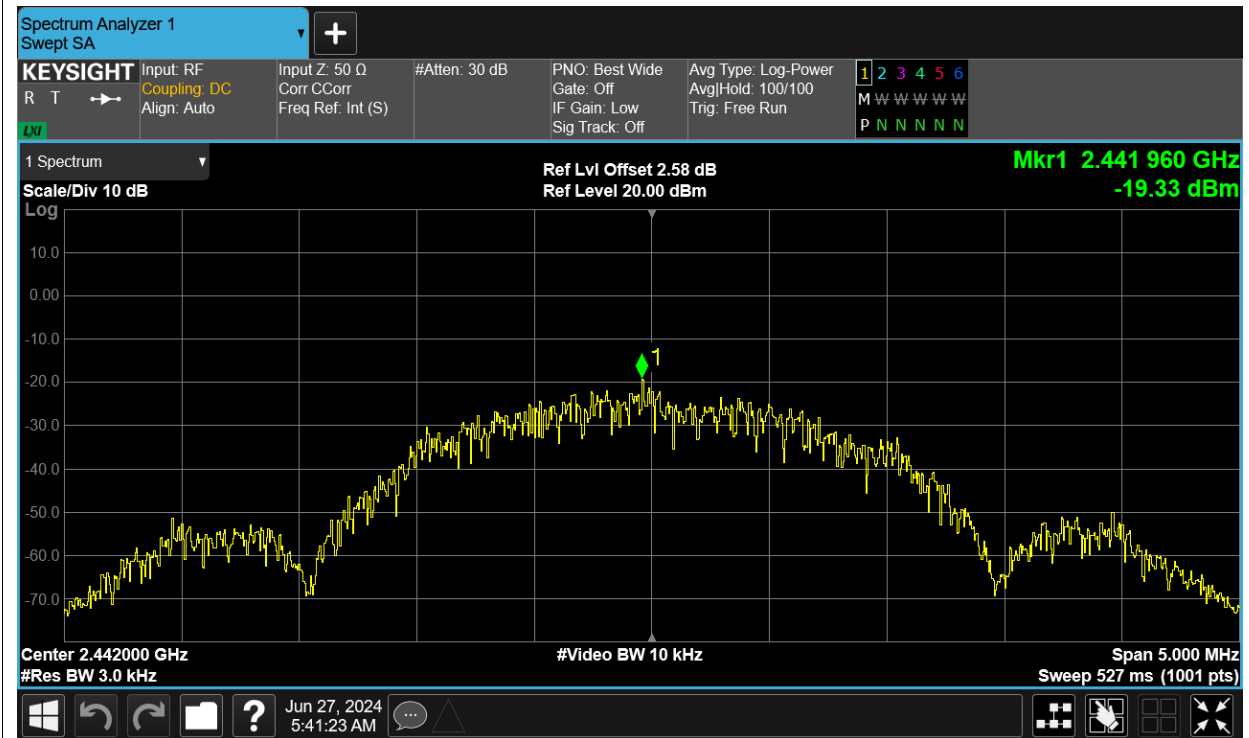 Spectrum Analyzer 1
Swept SA
KEYSIGHT
R T
LXI
Input: RF
Coupling: DC
Align: Auto
Input Z: 50 Ω
Corr CCorr
Freq Ref: Int (S)
#Atten: 30 dB
PNO: Best Wide
Gate: Off
IF Gain: Low
Sig Track: Off
Avg Type: Log-Power
Avg|Hold: 100/100
Trig: Free Run
1 2 3 4 5 6
M W W W W W
P N N N N N
1 Spectrum
Scale/Div 10 dB
Log
Ref Lvl Offset 2.58 dB
Ref Level 20.00 dBm
Mkr1 2.441 960 GHz
-19.33 dBm
10.0
0.00
-10.0
1
-20.0
-30.0
-40.0
-50.0
-60.0
-70.0
Center 2.442000 GHz
#Res BW 3.0 kHz
#Video BW 10 kHz
Span 5.000 MHz
Sweep 527 ms (1001 pts)
?
Jun 27, 2024
5:41:23 AM